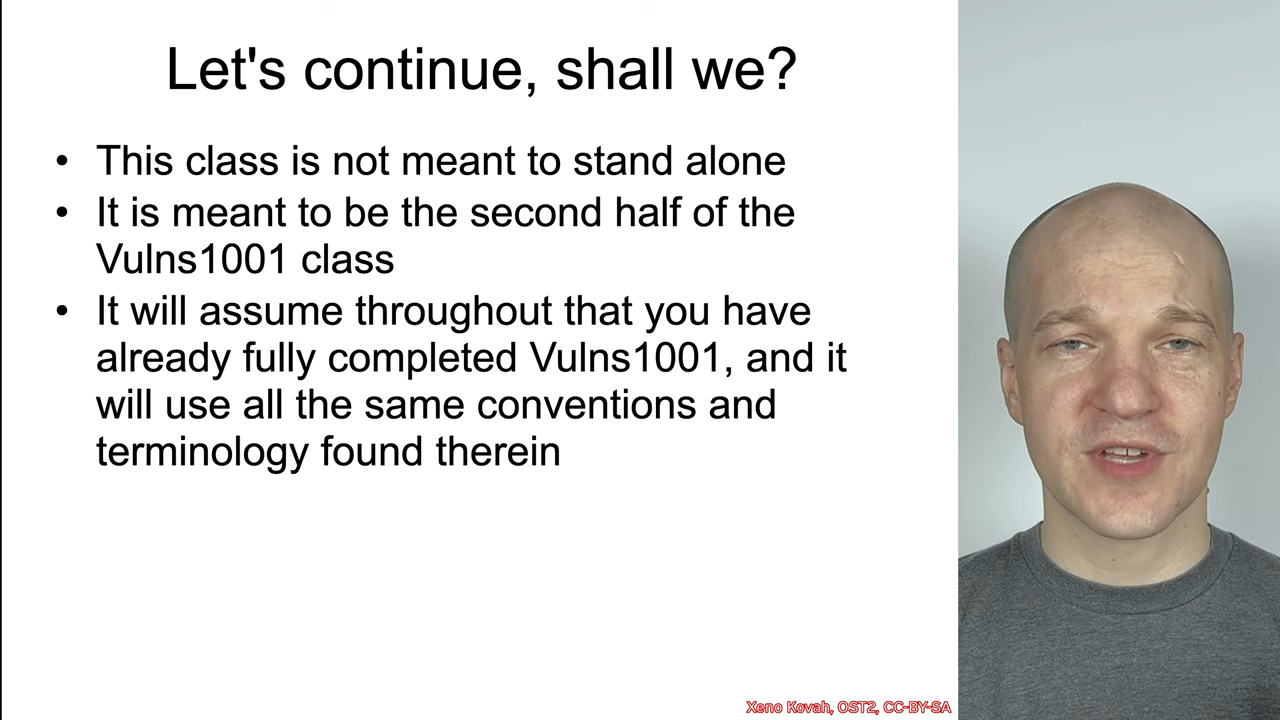 Let's continue, shall we?
• This class is not meant to stand alone
• It is meant to be the second half of the
Vulns1001 class
• It will assume throughout that you have
already fully completed Vulns1001, and it
will use all the same conventions and
terminology found therein
Xeno Kovah, OST2, CC-BY-SA